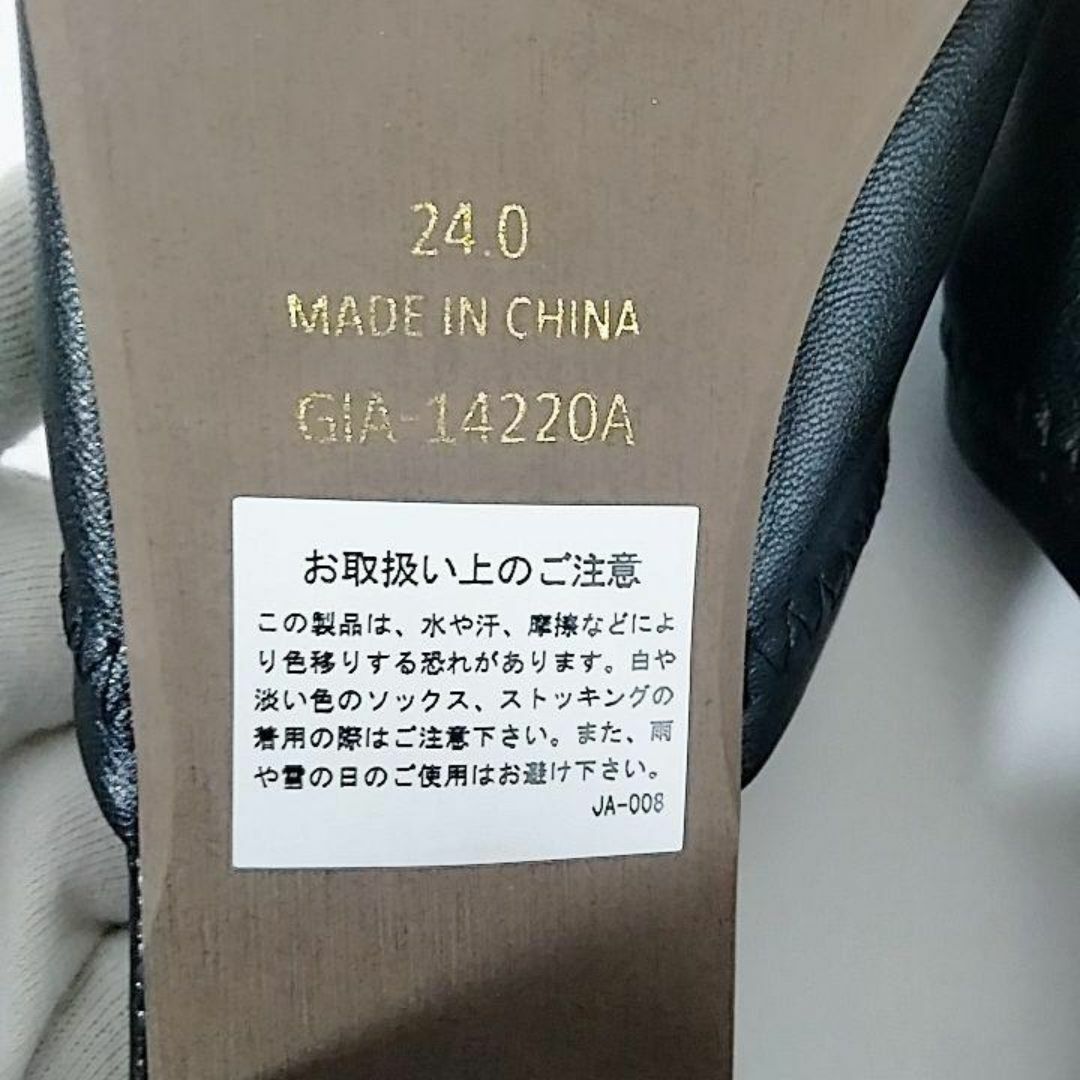 24.0
MADE IN CHINA
GIA-14220A
お取扱い上のご注意
この製品は、水や汗、摩擦などによ
り色移りする恐れがあります。白や
淡い色のソックス、ストッキングの
着用の際はご注意下さい。また、雨
や雪の日のご使用はお避け下さい。
JA-008